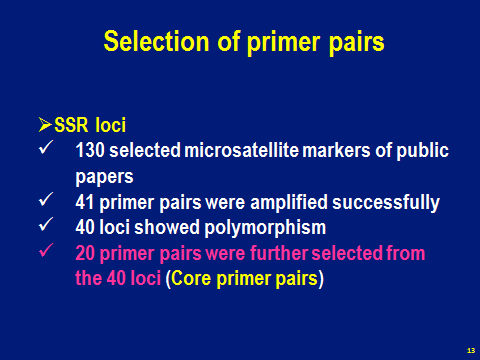 Selection of primer pairs
➢SSR loci
✓ 130 selected microsatellite markers of public
papers
✓ 41 primer pairs were amplified successfully
✓ 40 loci showed polymorphism
✓ 20 primer pairs were further selected from
the 40 loci (Core primer pairs)
13